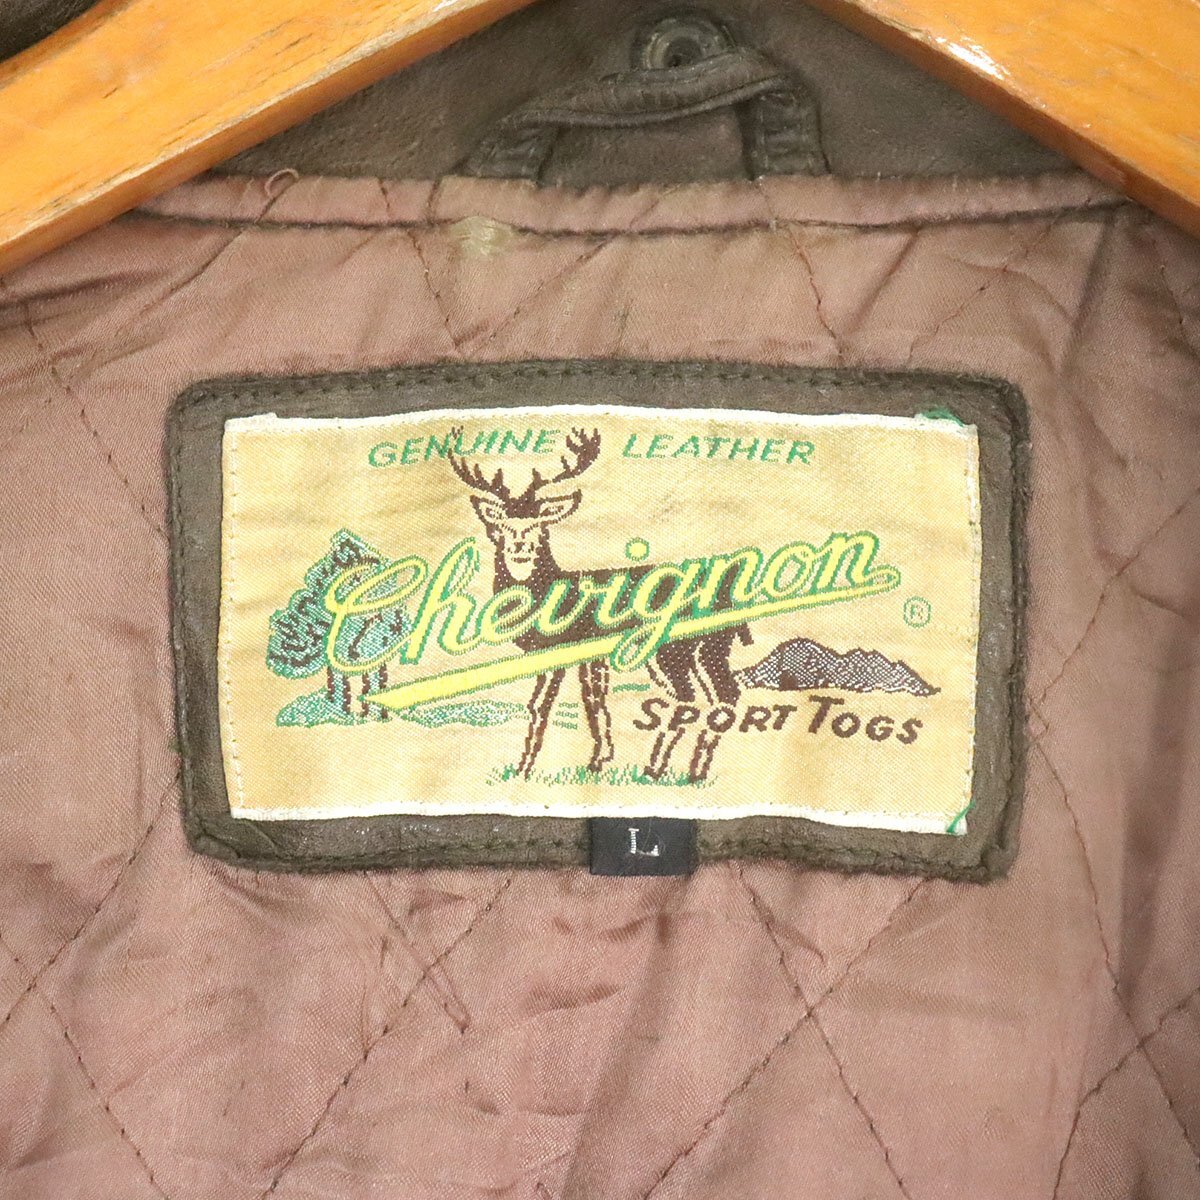 GENUINE LEATHER
Chevignon ®
SPORT TOGS
L